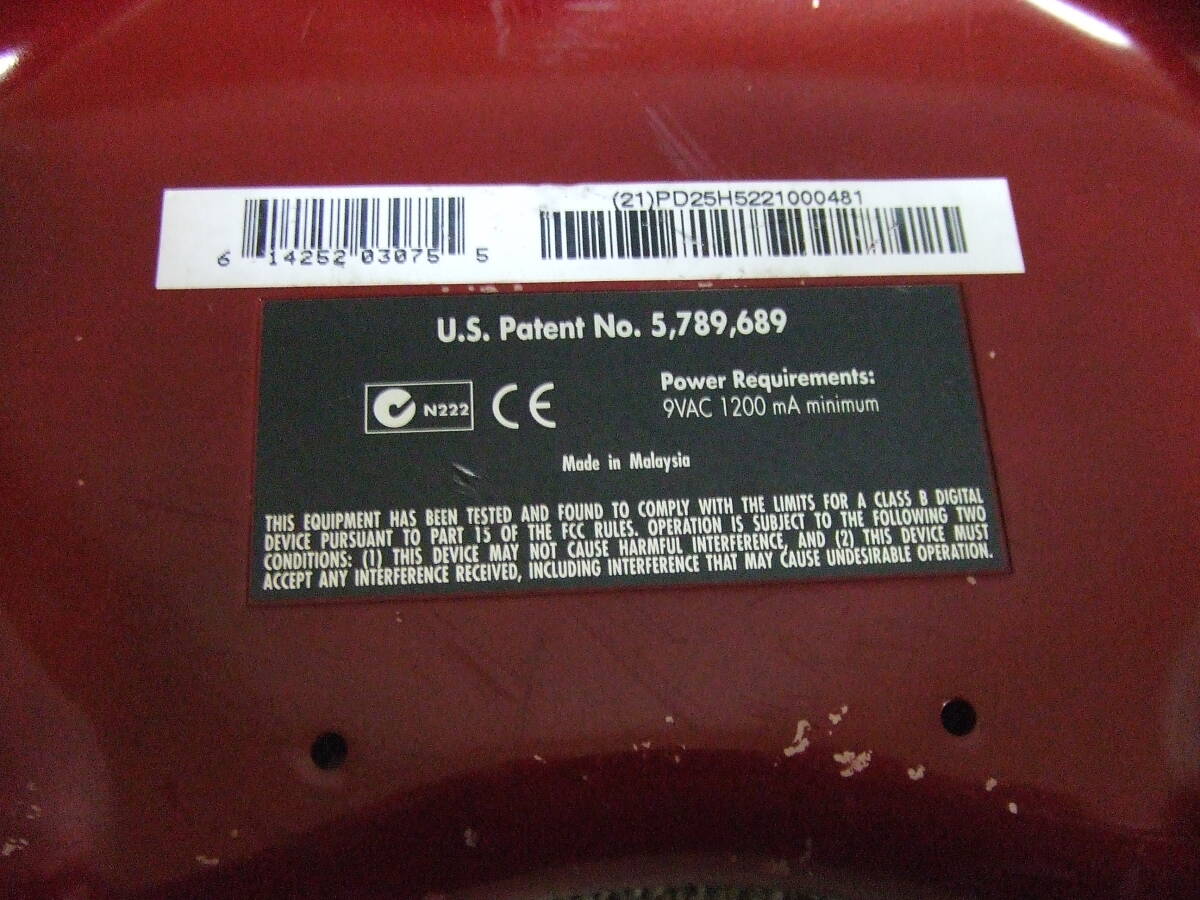 (21)PD25H5221000481
6 14252 03075 5
U.S. Patent No. 5,789,689
N222 CE
Power Requirements:
9VAC 1200 mA minimum
Made in Malaysia
THIS EQUIPMENT HAS BEEN TESTED AND FOUND TO COMPLY WITH THE LIMITS FOR A CLASS B DIGITAL
DEVICE PURSUANT TO PART 15 OF THE FCC RULES. OPERATION IS SUBJECT TO THE FOLLOWING TWO
CONDITIONS: (1) THIS DEVICE MAY NOT CAUSE HARMFUL INTERFERENCE, AND (2) THIS DEVICE MUST
ACCEPT ANY INTERFERENCE RECEIVED, INCLUDING INTERFERENCE THAT MAY CAUSE UNDESIRABLE OPERATION.